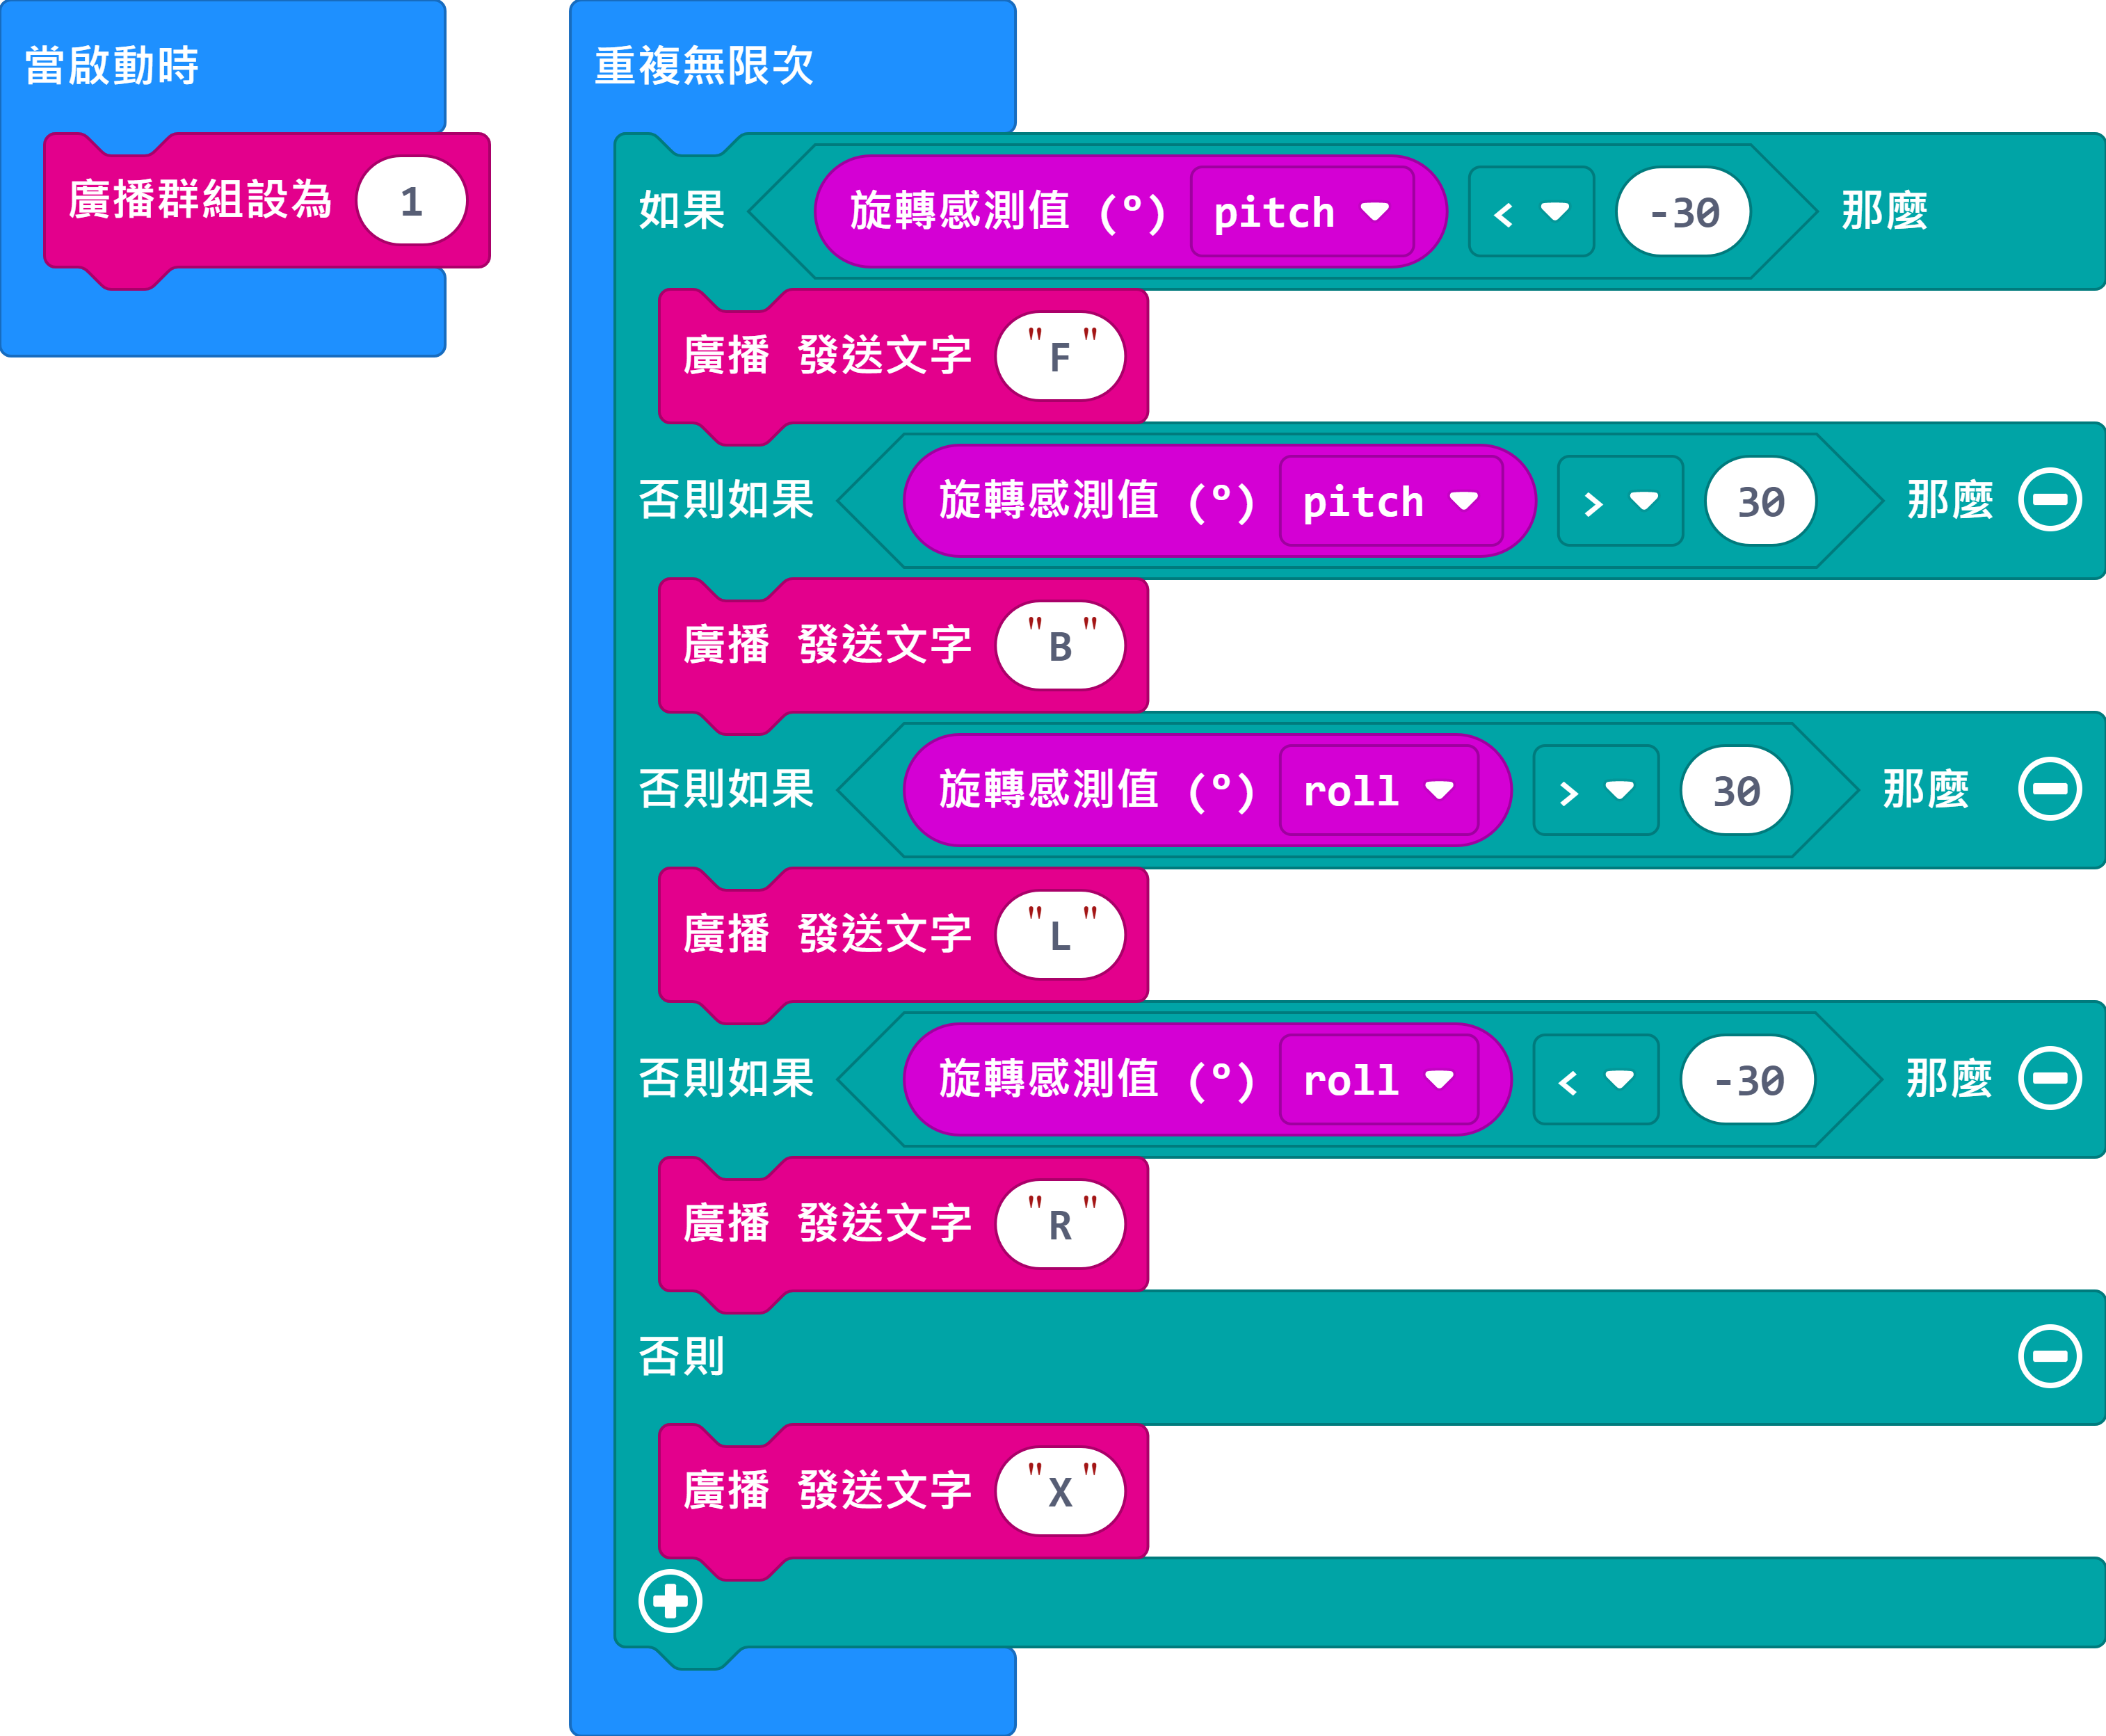 當啟動時
廣播群組設為 1
重複無限次
如果 旋轉感測值 (º) pitch < -30 那麼
廣播 發送文字 "F"
否則如果 旋轉感測值 (º) pitch > 30 那麼
廣播 發送文字 "B"
否則如果 旋轉感測值 (º) roll > 30 那麼
廣播 發送文字 "L"
否則如果 旋轉感測值 (º) roll < -30 那麼
廣播 發送文字 "R"
否則
廣播 發送文字 "X"